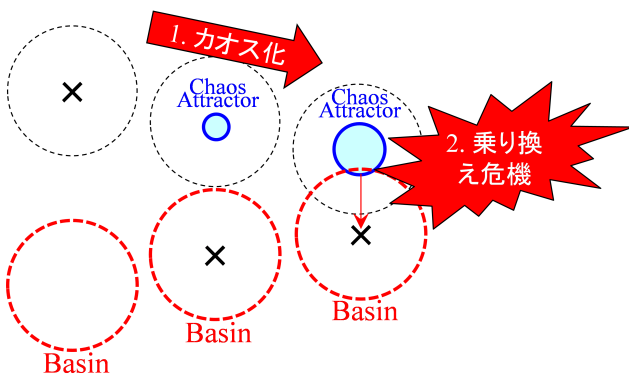 1. カオス化
Chaos
Attractor
Chaos
Attractor
2. 乗り換
え危機
Basin
Basin
Basin